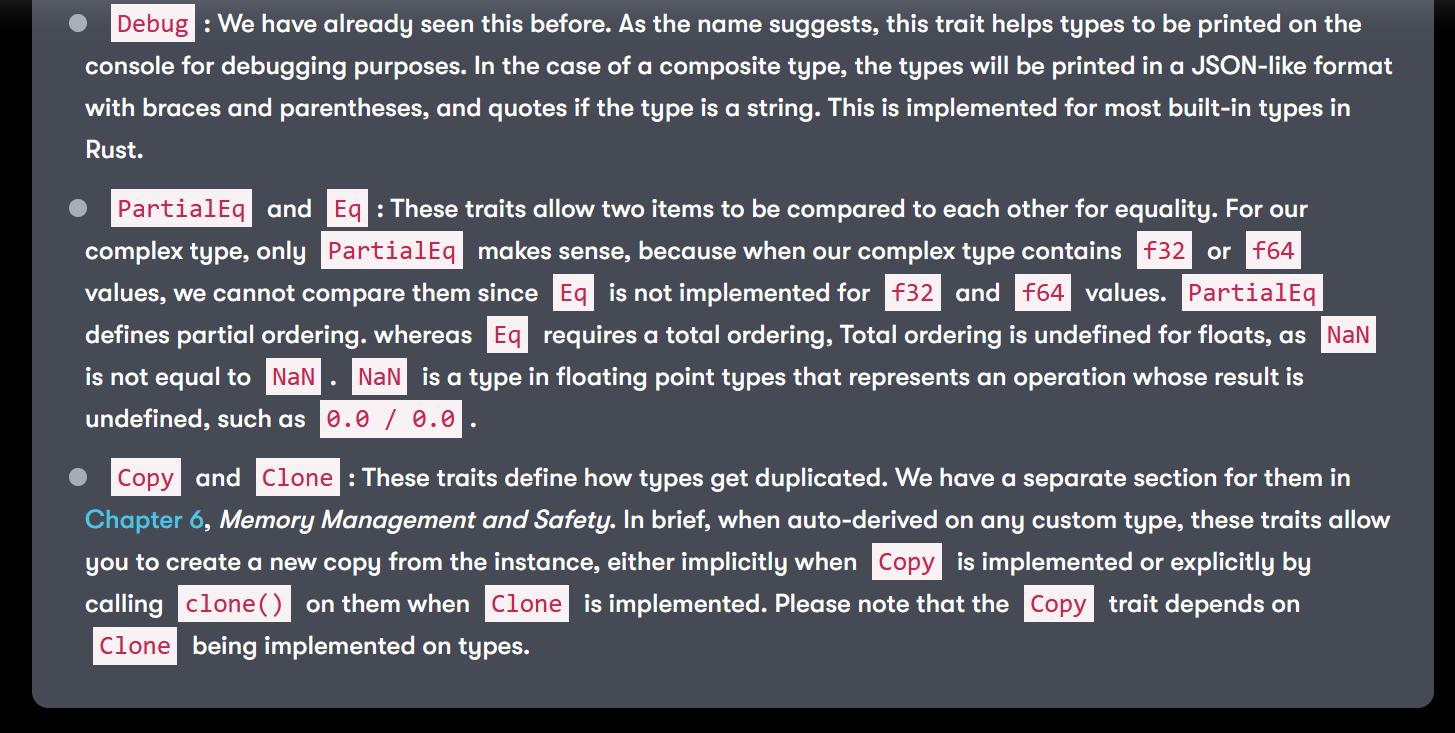 Debug : We have already seen this before. As the name suggests, this trait helps types to be printed on the
console for debugging purposes. In the case of a composite type, the types will be printed in a JSON-like format
with braces and parentheses, and quotes if the type is a string. This is implemented for most built-in types in
Rust.
PartialEq and Eq : These traits allow two items to be compared to each other for equality. For our
complex type, only PartialEq makes sense, because when our complex type contains f32 or f64
values, we cannot compare them since Eq is not implemented for f32 and f64 values. PartialEq
defines partial ordering. whereas Eq requires a total ordering, Total ordering is undefined for floats, as NaN
is not equal to NaN . NaN is a type in floating point types that represents an operation whose result is
undefined, such as 0.0 / 0.0 .
Copy and Clone : These traits define how types get duplicated. We have a separate section for them in
Chapter 6, Memory Management and Safety. In brief, when auto-derived on any custom type, these traits allow
you to create a new copy from the instance, either implicitly when Copy is implemented or explicitly by
calling clone() on them when Clone is implemented. Please note that the Copy trait depends on
Clone being implemented on types.